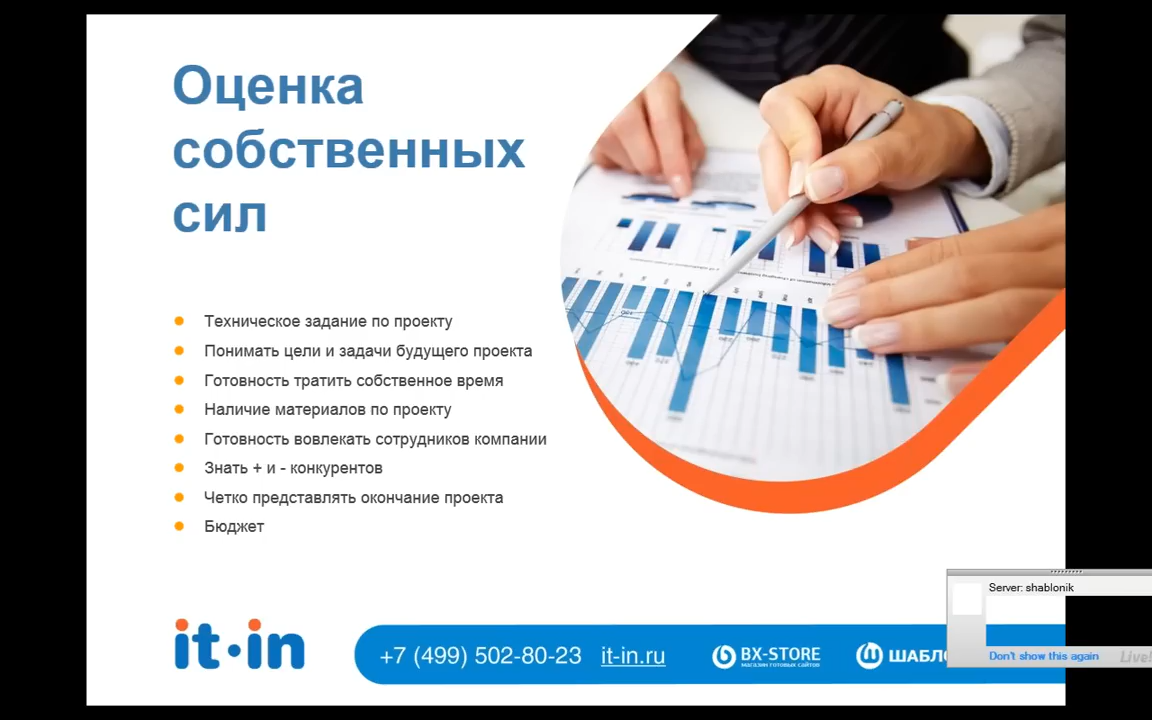 Оценка
собственных
сил
Техническое задание по проекту
Понимать цели и задачи будущего проекта
Готовность тратить собственное время
Наличие материалов по проекту
Готовность вовлекать сотрудников компании
Знать + и - конкурентов
Четко представлять окончание проекта
Бюджет
it·in
+7 (499) 502-80-23 it-in.ru
BX-STORE
магазин готовых сайтов
Server: shablonik
Don't show this again